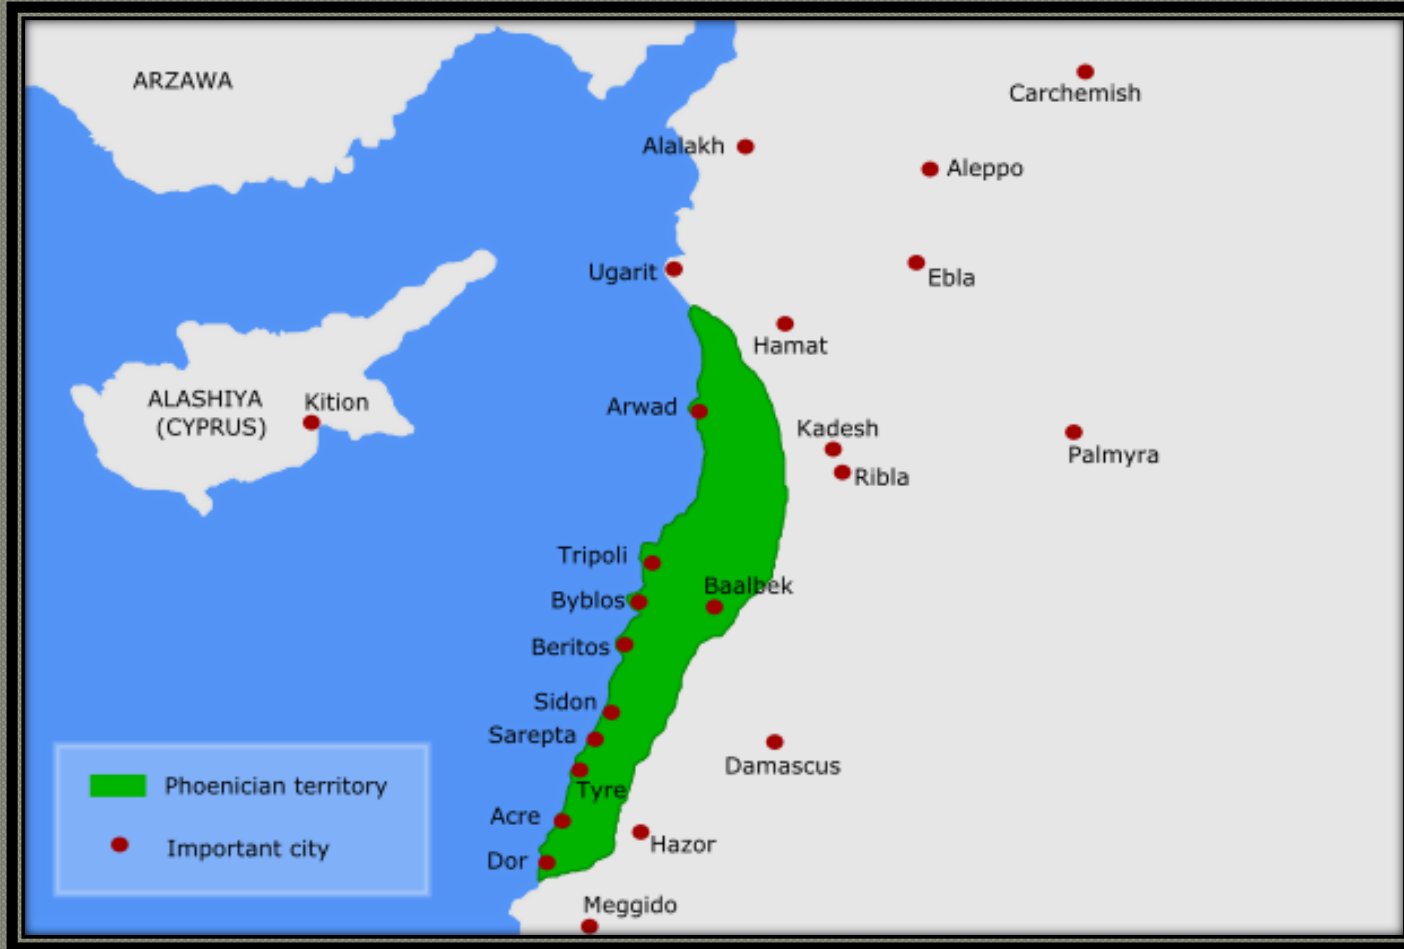 ARZAWA
Carchemish
Alalakh
Aleppo
Ugarit
Ebla
Hamat
ALASHIYA
(CYPRUS)
Kition
Arwad
Kadesh
Ribla
Palmyra
Tripoli
Baalbek
Byblos
Beritos
Sidon
Sarepta
Damascus
Tyre
Acre
Hazor
Dor
Meggido
Phoenician territory
Important city